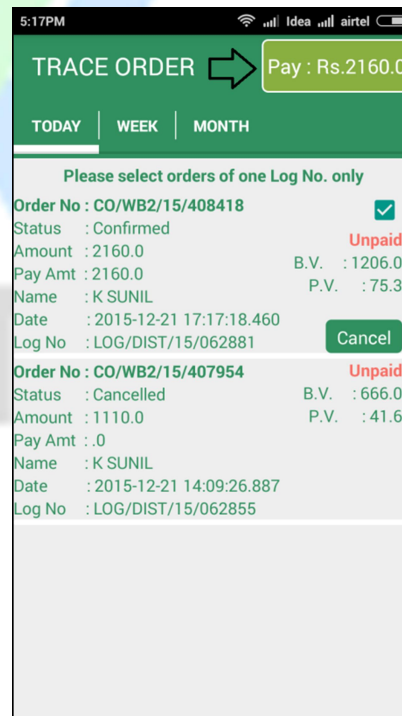 5:17PM Idea airtel
TRACE ORDER Pay : Rs.2160.0
TODAY WEEK MONTH
Please select orders of one Log No. only
Order No : CO/WB2/15/408418
Status : Confirmed Unpaid
Amount : 2160.0 B.V. : 1206.0
Pay Amt : 2160.0 P.V. : 75.3
Name : K SUNIL
Date : 2015-12-21 17:17:18.460
Log No : LOG/DIST/15/062881 Cancel
Order No : CO/WB2/15/407954 Unpaid
Status : Cancelled B.V. : 666.0
Amount : 1110.0 P.V. : 41.6
Pay Amt : .0
Name : K SUNIL
Date : 2015-12-21 14:09:26.887
Log No : LOG/DIST/15/062855